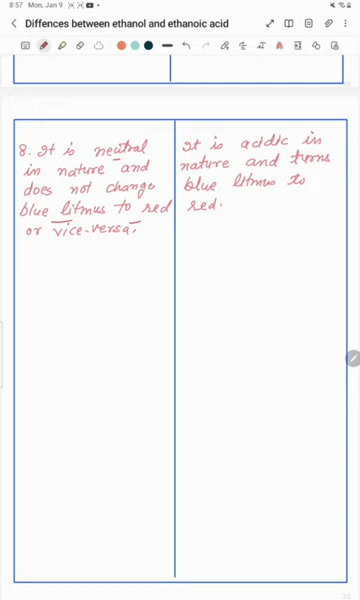 8:57 Mon, Jan 9
Diffences between ethanol and ethanoic acid
8. It is neutral
in nature and
does not change
blue litmus to red
or vice-versa.
It is acidic in
nature and turns
blue litmus to
red.